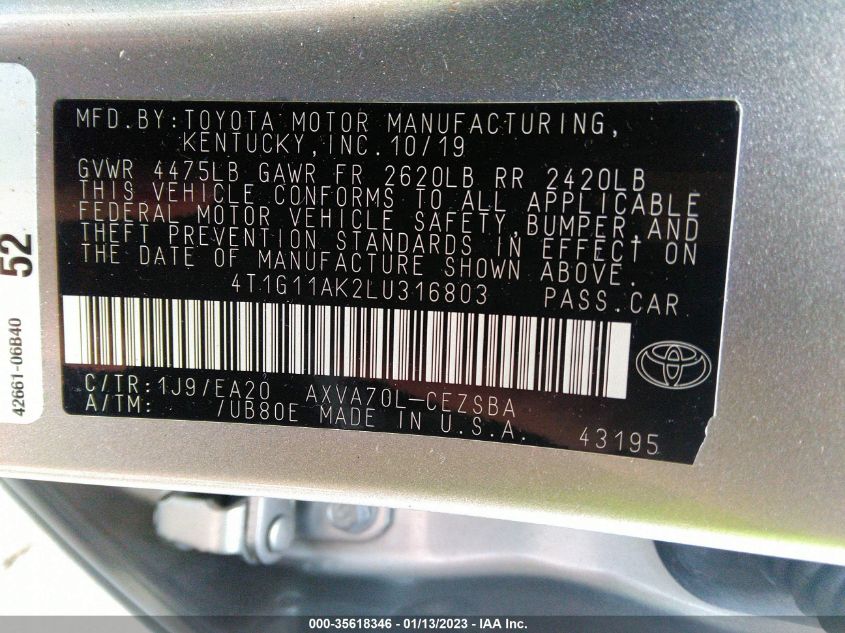 MFD.BY:TOYOTA MOTOR MANUFACTURING,
KENTUCKY,INC.10/19
GVWR 4475LB GAWR FR 2620LB RR 2420LB
THIS VEHICLE CONFORMS TO ALL APPLICABLE
FEDERAL MOTOR VEHICLE SAFETY,BUMPER,AND
THEFT PREVENTION STANDARDS IN EFFECT ON
THE DATE OF MANUFACTURE SHOWN ABOVE.
4T1G11AK2LU316803 PASS.CAR
C/TR:1J9/EA20 AXVA70L-CEZSBA
A/TM: /UB80E MADE IN U.S.A. 43195
52
42661-06B40
000-35618346 - 01/13/2023 - IAA Inc.